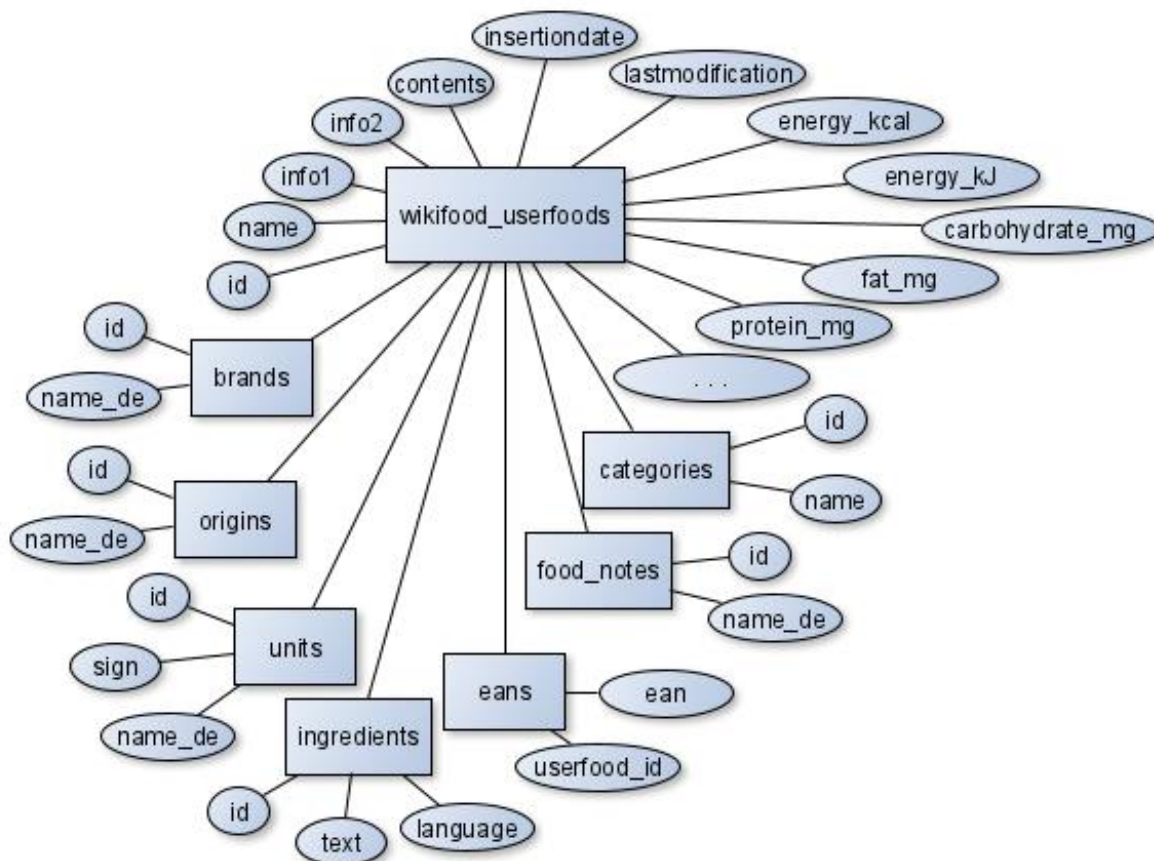 insertiondate
lastmodification
contents
info2
energy_kcal
info1
energy_kJ
name
wikifood_userfoods
carbohydrate_mg
id
fat_mg
protein_mg
id
brands
name_de
. . .
id
categories
name
id
origins
name_de
id
food_notes
name_de
id
sign
units
name_de
eans
ean
userfood_id
ingredients
id
text
language